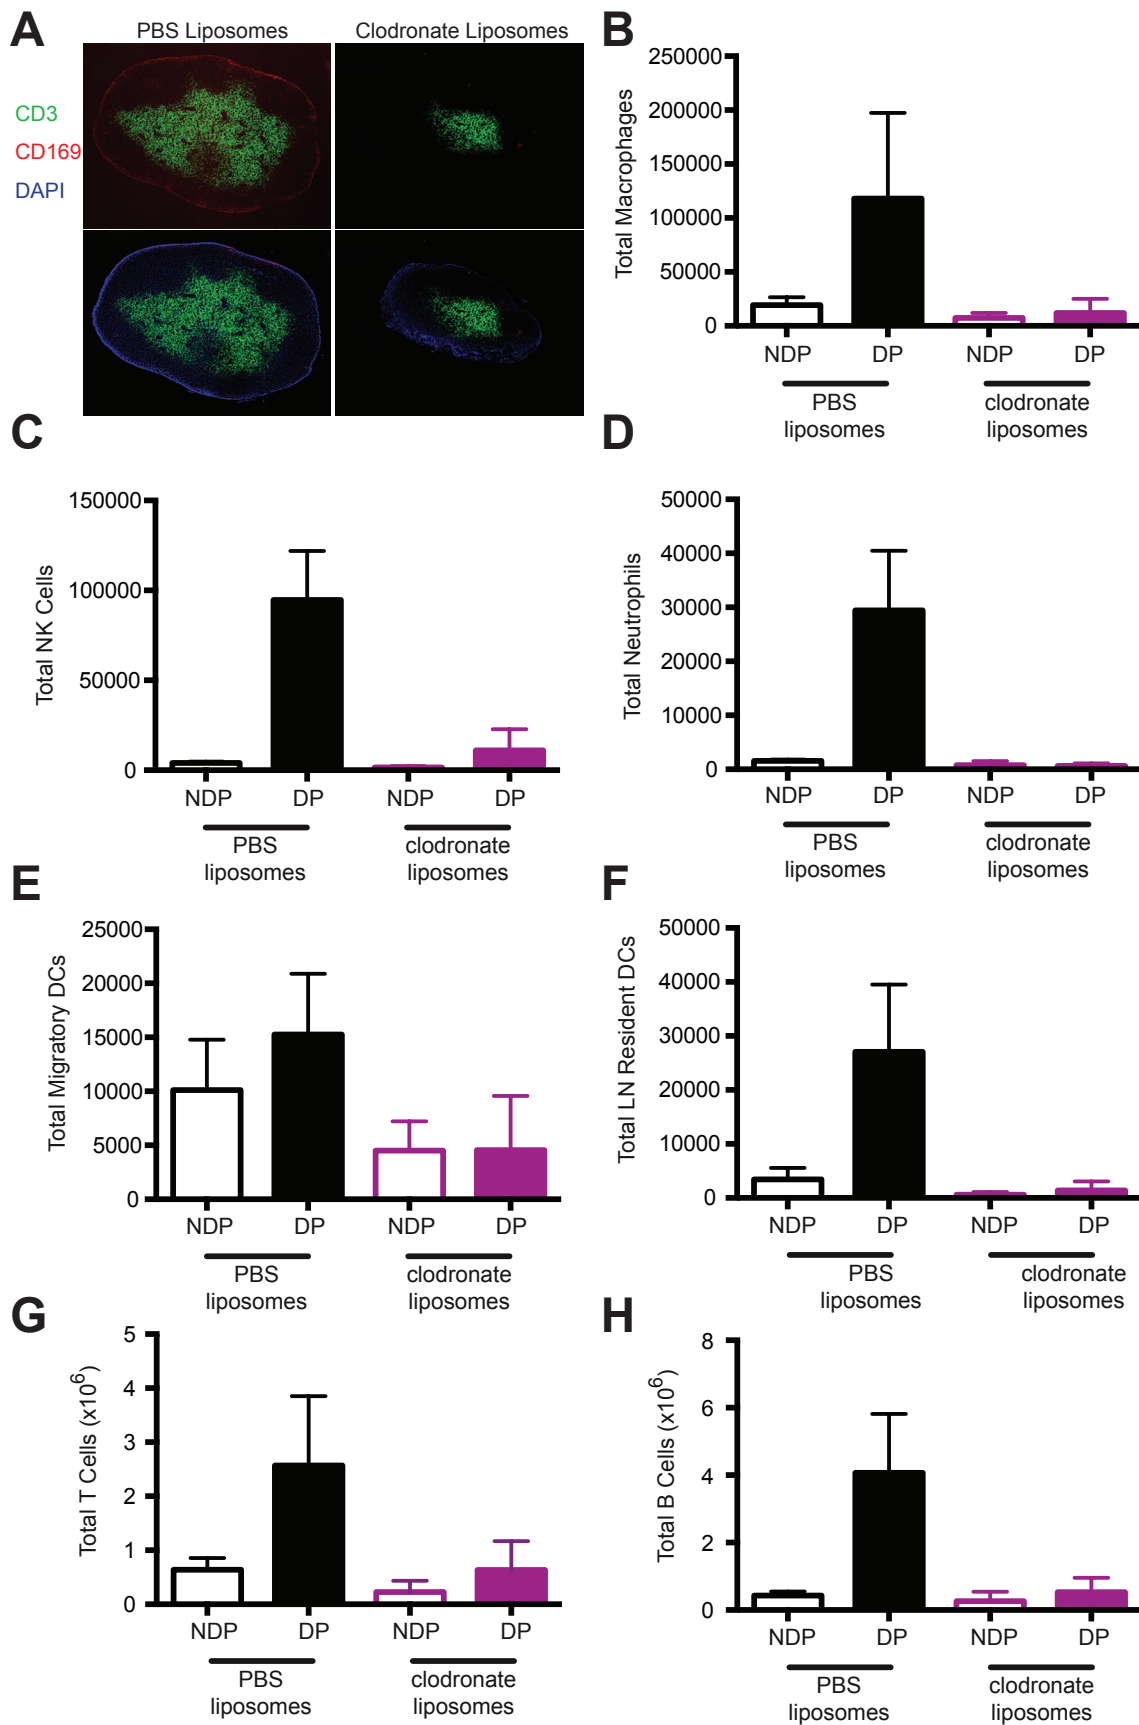 A
PBS Liposomes
Clodronate Liposomes
CD3
CD169
DAPI
B
Total Macrophages
250000
200000
150000
100000
50000
0
NDP DP NDP DP
PBS
liposomes
clodronate
liposomes
C
Total NK Cells
150000
100000
50000
0
NDP DP NDP DP
PBS
liposomes
clodronate
liposomes
D
Total Neutrophils
50000
40000
30000
20000
10000
0
NDP DP NDP DP
PBS
liposomes
clodronate
liposomes
E
Total Migratory DCs
25000
20000
15000
10000
5000
0
NDP DP NDP DP
PBS
liposomes
clodronate
liposomes
F
Total LN Resident DCs
50000
40000
30000
20000
10000
0
NDP DP NDP DP
PBS
liposomes
clodronate
liposomes
G
Total T Cells (x10^6)
5
4
3
2
1
0
NDP DP NDP DP
PBS
liposomes
clodronate
liposomes
H
Total B Cells (x10^6)
8
6
4
2
0
NDP DP NDP DP
PBS
liposomes
clodronate
liposomes